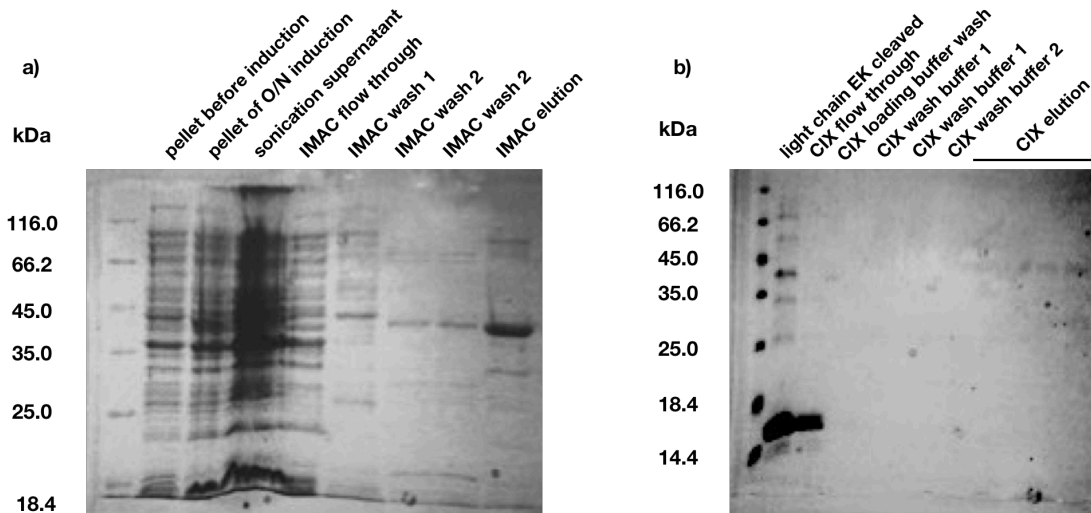 a)
kDa
pellet before induction
pellet of O/N induction
sonication supernatant
IMAC flow through
IMAC wash 1
IMAC wash 2
IMAC wash 2
IMAC elution
116.0
66.2
45.0
35.0
25.0
18.4
b)
kDa
light chain EK cleaved
CIX flow through
CIX loading buffer wash
CIX wash buffer 1
CIX wash buffer 1
CIX wash buffer 2
CIX elution
116.0
66.2
45.0
35.0
25.0
18.4
14.4